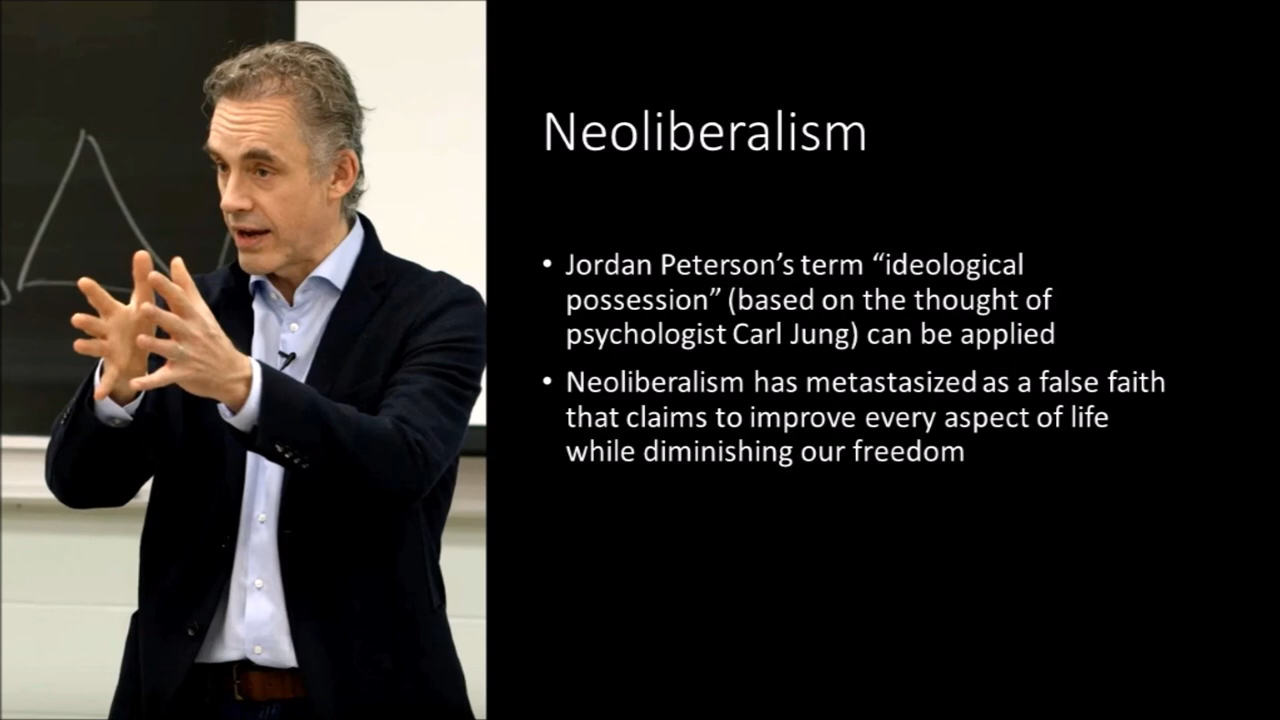 Neoliberalism
• Jordan Peterson’s term “ideological
possession” (based on the thought of
psychologist Carl Jung) can be applied
• Neoliberalism has metastasized as a false faith
that claims to improve every aspect of life
while diminishing our freedom